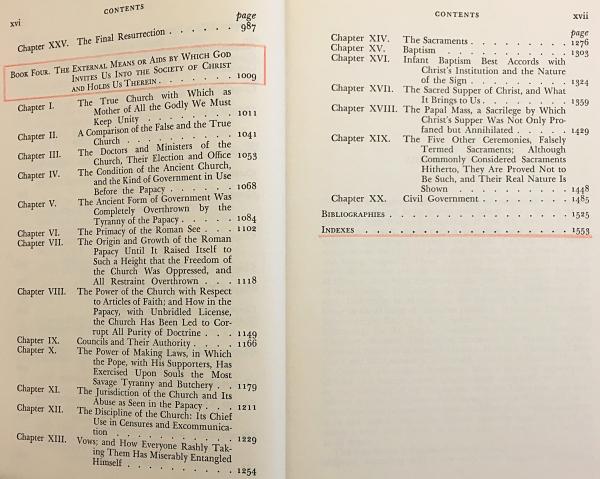 xvi
CONTENTS
page
Chapter XXV. The Final Resurrection . . . . . . 987
Book Four. The External Means or Aids by Which God
Invites Us Into the Society of Christ
and Holds Us Therein . . . . . . . . 1009
Chapter I. The True Church with Which as
Mother of All the Godly We Must
Keep Unity . . . . . . . . 1011
Chapter II. A Comparison of the False and the True
Church . . . . . . . . . 1041
Chapter III. The Doctors and Ministers of the
Church, Their Election and Office 1053
Chapter IV. The Condition of the Ancient Church,
and the Kind of Government in Use
Before the Papacy . . . . . . 1068
Chapter V. The Ancient Form of Government Was
Completely Overthrown by the
Tyranny of the Papacy . . . . 1084
Chapter VI. The Primacy of the Roman See . . . 1102
Chapter VII. The Origin and Growth of the Roman
Papacy Until It Raised Itself to
Such a Height that the Freedom of
the Church Was Oppressed, and
All Restraint Overthrown . . . 1118
Chapter VIII. The Power of the Church with Respect
to Articles of Faith; and How in the
Papacy, with Unbridled License,
the Church Has Been Led to Cor-
rupt All Purity of Doctrine . . . 1149
Chapter IX. Councils and Their Authority . . . . 1166
Chapter X. The Power of Making Laws, in Which
the Pope, with His Supporters, Has
Exercised Upon Souls the Most
Savage Tyranny and Butchery . . . 1179
Chapter XI. The Jurisdiction of the Church and Its
Abuse as Seen in the Papacy . . . 1211
Chapter XII. The Discipline of the Church: Its Chief
Use in Censures and Excommunica-
tion . . . . . . . . . . 1229
Chapter XIII. Vows; and How Everyone Rashly Tak-
ing Them Has Miserably Entangled
Himself . . . . . . . . . 1254
CONTENTS
xvii
page
Chapter XIV. The Sacraments . . . . . . . . 1276
Chapter XV. Baptism . . . . . . . . . . 1303
Chapter XVI. Infant Baptism Best Accords with
Christ's Institution and the Nature
of the Sign . . . . . . . . 1324
Chapter XVII. The Sacred Supper of Christ, and What
It Brings to Us . . . . . . . 1359
Chapter XVIII. The Papal Mass, a Sacrilege by Which
Christ's Supper Was Not Only Pro-
faned but Annihilated . . . . . 1429
Chapter XIX. The Five Other Ceremonies, Falsely
Termed Sacraments; Although
Commonly Considered Sacraments
Hitherto, They Are Proved Not to
Be Such, and Their Real Nature Is
Shown . . . . . . . . . 1448
Chapter XX. Civil Government . . . . . . . 1485
Bibliographies . . . . . . . . . . . . . 1525
Indexes . . . . . . . . . . . . . . . 1553